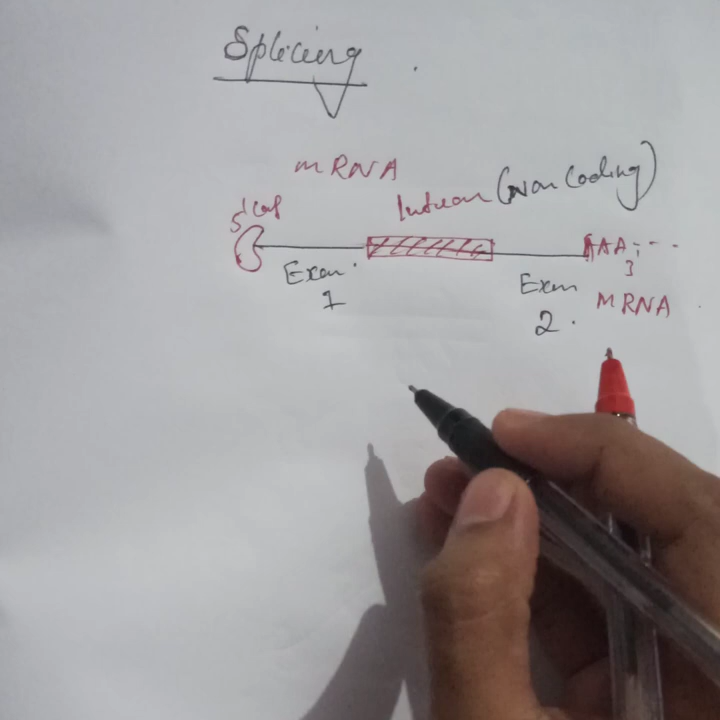 Splicing
mRNA
Intron (Non Coding)
5' Cap
AAA - - -
3
Exon
1
Exon
2.
MRNA